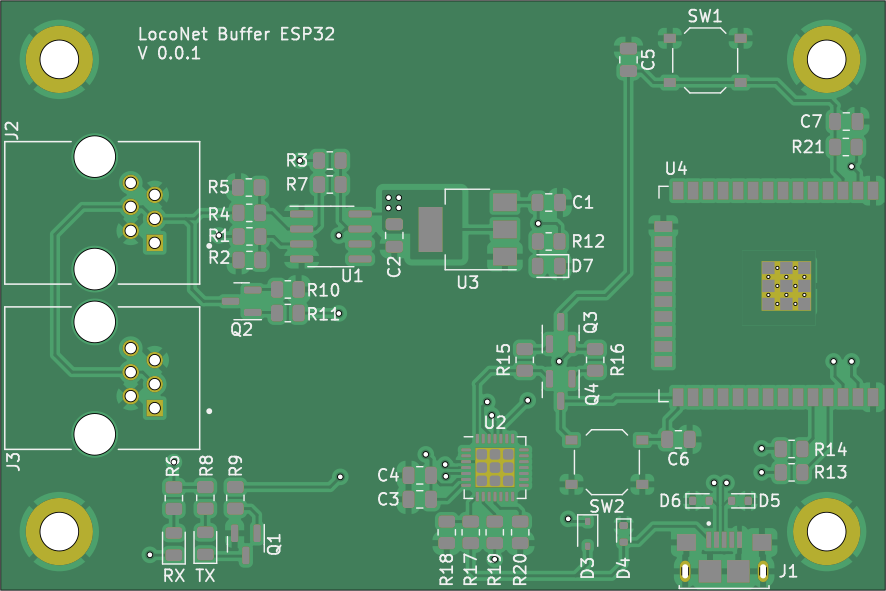 LocoNet Buffer ESP32
V 0.0.1
SW1
C5
C7
R21
J2
R3
R7
U4
R5
R4
R1
R2
C1
R12
D7
C2
U1
U3
R10
R11
Q2
Q3
R15
R16
Q4
U2
J3
R6
R8
R9
C4
C3
C6
R14
R13
SW2
D6
D5
Q1
RX
TX
R18
R17
R19
R20
D3
D4
J1